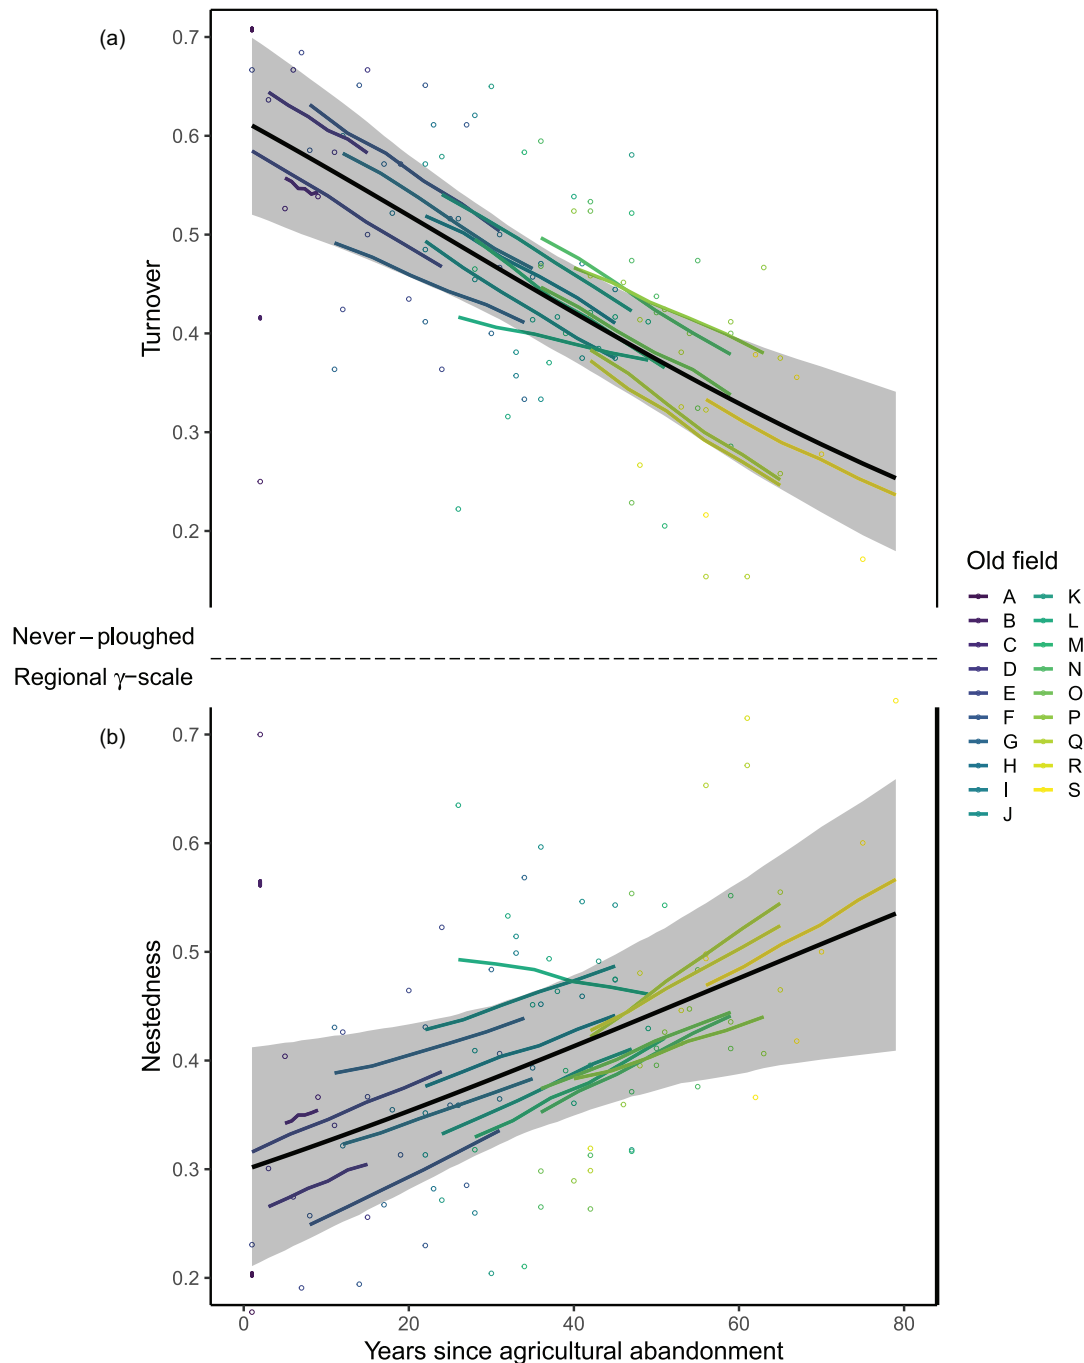 (a)
0.7
0.6
0.5
0.4
0.3
0.2
Turnover
Never–ploughed
Regional γ–scale
(b)
0.7
0.6
0.5
0.4
0.3
0.2
Nestedness
0 20 40 60 80
Years since agricultural abandonment
Old field
A K
B L
C M
D N
E O
F P
G Q
H R
I S
J